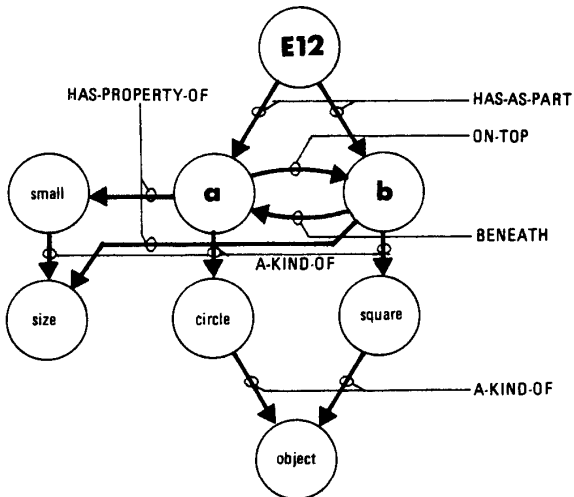 E12
HAS-PROPERTY-OF
HAS-AS-PART
ON-TOP
small
a
b
BENEATH
A-KIND-OF
size
circle
square
A-KIND-OF
object